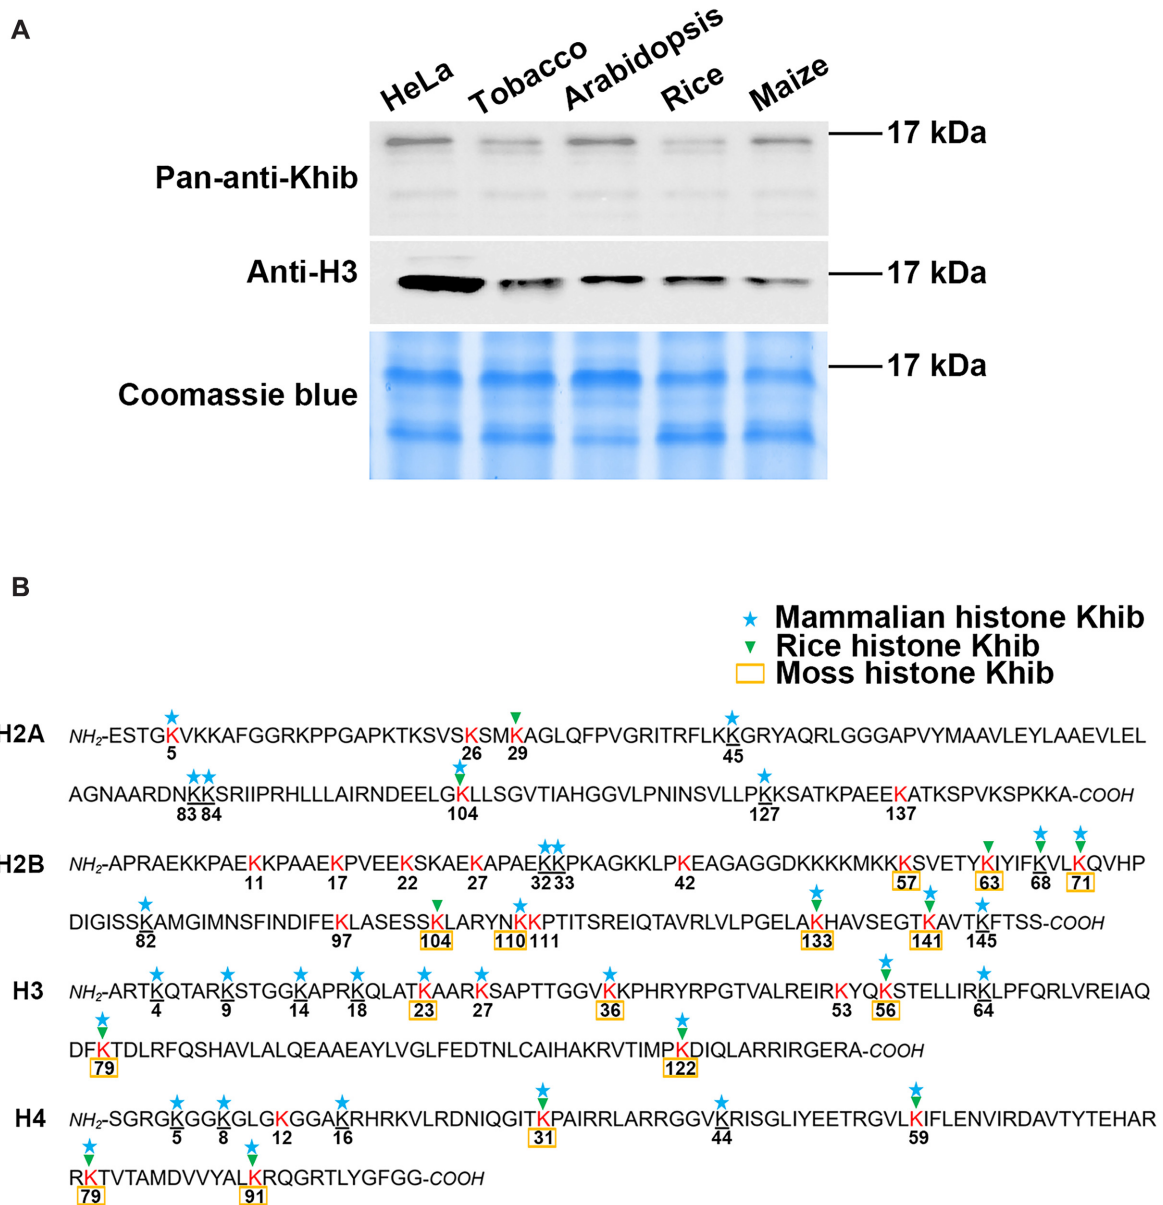 A
HeLa Tobacco Arabidopsis Rice Maize
Pan-anti-Khib
17 kDa
Anti-H3
17 kDa
Coomassie blue
17 kDa
B
Mammalian histone Khib
Rice histone Khib
Moss histone Khib
H2A NH2-ESTGKVKKAFGGRKPPGAPKTKSVSKSMKAGLQFPVGRITRFLKKGRYAQRLGGGAPVYMAAVLEYLAAEVLEL
5 26 29 45
AGNAARDNKKSRIIPRHLLLAIRNDEELGKLLSGVTIAHGGVLPNINSVLLPKKSATKPAEEKATKSPVKSPKKA-COOH
83 84 104 127 137
H2B NH2-APRAEKKPAEKKPAAEKPVEEKSKAEKAPAEKKPKAGKKLPKEAGAGGDKKKKMKKKSVETYKIYIFKVLKQVHP
11 17 22 27 32 33 42 57 63 68 71
DIGISSKAMGIMNSFINDIFEKLASESSKLARYNKKPTITSREIQTAVRLVLPGELAKHAVSEGTKAVTKFTSS-COOH
82 97 104 110 111 133 141 145
H3 NH2-ARTKQTARKSTGGKAPRKQLATKAARKSAPTTGGVKKPHRYRPGTVALREIRKYQKSTELLIRKLPFQRLVREIAQ
4 9 14 18 23 27 36 53 56 64
DFKTDLRFQSHAVLALQEAAEAYLVGLFEDTNLCAIHAKRVTIMPKDIQLARRIRGERA-COOH
79 122
H4 NH2-SGRGKGGKGLGKGGAKRHRKVLRDNIQGITKPAIRRLARRGGVKRISGLIYEETRGVLKIFLENVIRDAVTYTEHAR
5 8 12 16 31 44 59
RKTVTAMDVVYALKRQGRTLYGFGG-COOH
79 91